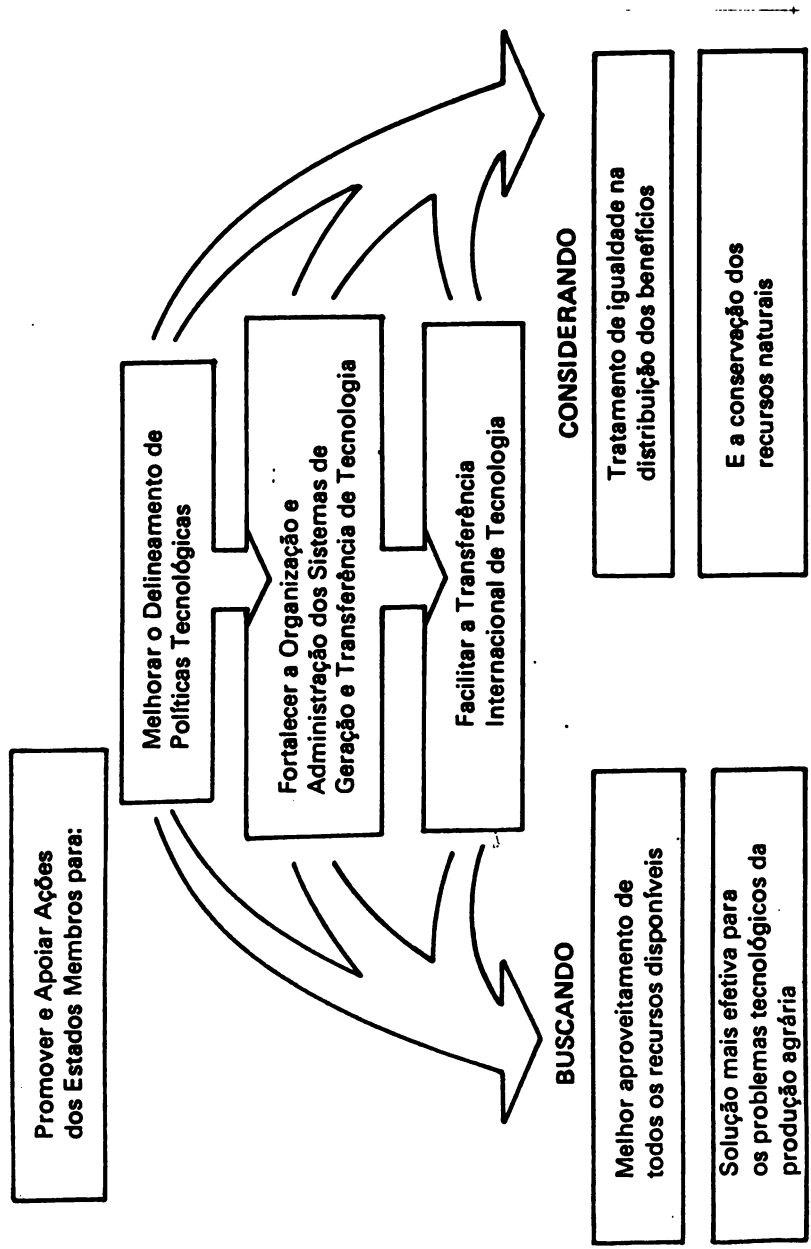 Promover e Apoiar Ações
dos Estados Membros para:
Melhorar o Delineamento de
Políticas Tecnológicas
Fortalecer a Organização e
Administração dos Sistemas de
Geração e Transferência de Tecnologia
Facilitar a Transferência
Internacional de Tecnologia
BUSCANDO
Melhor aproveitamento de
todos os recursos disponíveis
Solução mais efetiva para
os problemas tecnológicos da
produção agrária
CONSIDERANDO
Tratamento de igualdade na
distribuição dos benefícios
E a conservação dos
recursos naturais